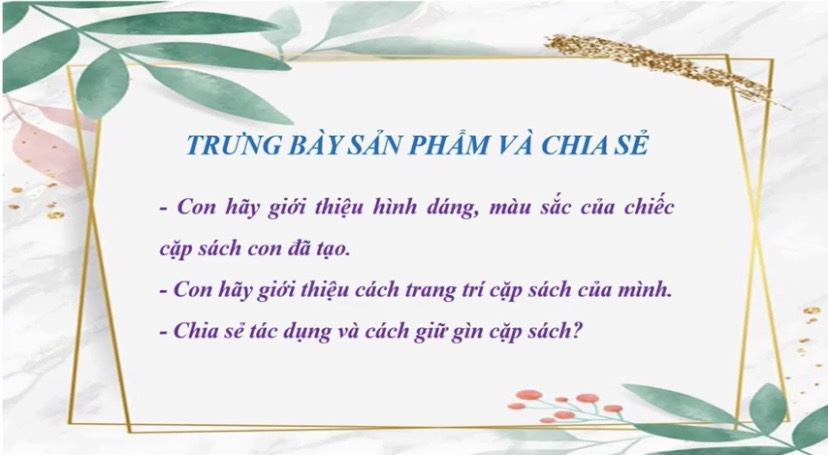 TRƯNG BÀY SẢN PHẨM VÀ CHIA SẺ
- Con hãy giới thiệu hình dáng, màu sắc của chiếc
cặp sách con đã tạo.
- Con hãy giới thiệu cách trang trí cặp sách của mình.
- Chia sẻ tác dụng và cách giữ gìn cặp sách?